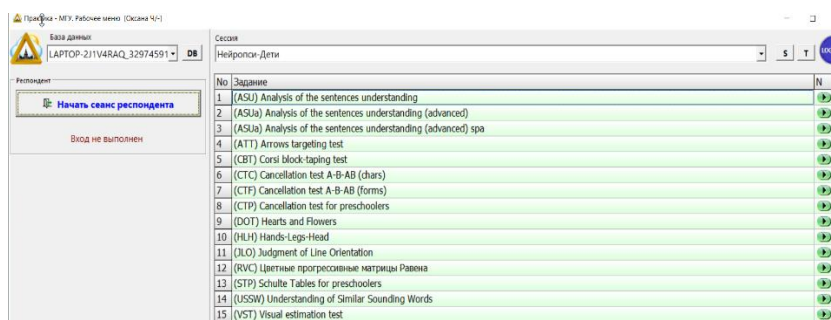 Практика - МГУ. Рабочее меню (Оксана Ч/-)
База данных
LAPTOP-2J1V4RAQ_32974591 DB
Сессия
Нейропси-Дети S T
Респондент
Начать сеанс респондента
Вход не выполнен
No Задание N
1 (ASU) Analysis of the sentences understanding
2 (ASUa) Analysis of the sentences understanding (advanced)
3 (ASUa) Analysis of the sentences understanding (advanced) spa
4 (ATT) Arrows targeting test
5 (CBT) Corsi block-taping test
6 (CTC) Cancellation test A-B-AB (chars)
7 (CTF) Cancellation test A-B-AB (forms)
8 (CTP) Cancellation test for preschoolers
9 (DOT) Hearts and Flowers
10 (HLH) Hands-Legs-Head
11 (JLO) Judgment of Line Orientation
12 (RVC) Цветные прогрессивные матрицы Равена
13 (STP) Schulte Tables for preschoolers
14 (USSW) Understanding of Similar Sounding Words
15 (VST) Visual estimation test